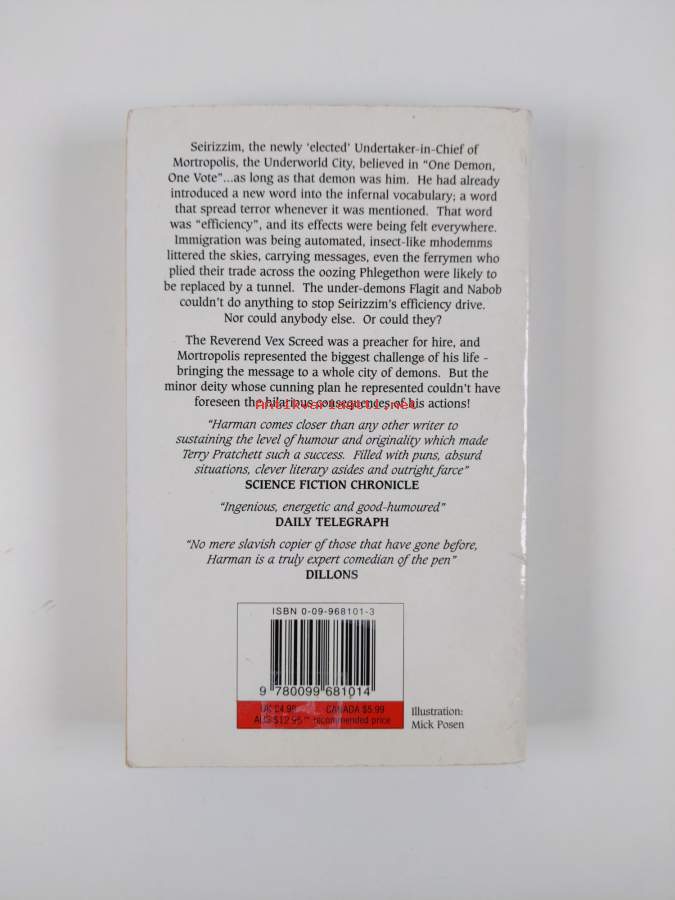 Seirizzim, the newly ‘elected’ Undertaker-in-Chief of
Mortropolis, the Underworld City, believed in “One Demon,
One Vote”...as long as that demon was him. He had already
introduced a new word into the infernal vocabulary; a word
that spread terror whenever it was mentioned. That word
was “efficiency”, and its effects were being felt everywhere.
Immigration was being automated, insect-like mhodemms
littered the skies, carrying messages, even the ferrymen who
plied their trade across the oozing Phlegethon were likely to
be replaced by a tunnel. The under-demons Flagit and Nabob
couldn’t do anything to stop Seirizzim’s efficiency drive.
Nor could anybody else. Or could they?
The Reverend Vex Screed was a preacher for hire, and
Mortropolis represented the biggest challenge of his life -
bringing the message to a whole city of demons. But the
minor deity whose cunning plan he represented couldn’t have
foreseen the hilarious consequences of his actions!
Antikvariaatti.net
“Harman comes closer than any other writer to
sustaining the level of humour and originality which made
Terry Pratchett such a success. Filled with puns, absurd
situations, clever literary asides and outright farce”
SCIENCE FICTION CHRONICLE
“Ingenious, energetic and good-humoured”
DAILY TELEGRAPH
“No mere slavish copier of those that have gone before,
Harman is a truly expert comedian of the pen”
DILLONS
ISBN 0-09-968101-3
9 780099 681014
UK £4.99 CANADA $5.99
AUS $12.95 recommended price
Illustration:
Mick Posen